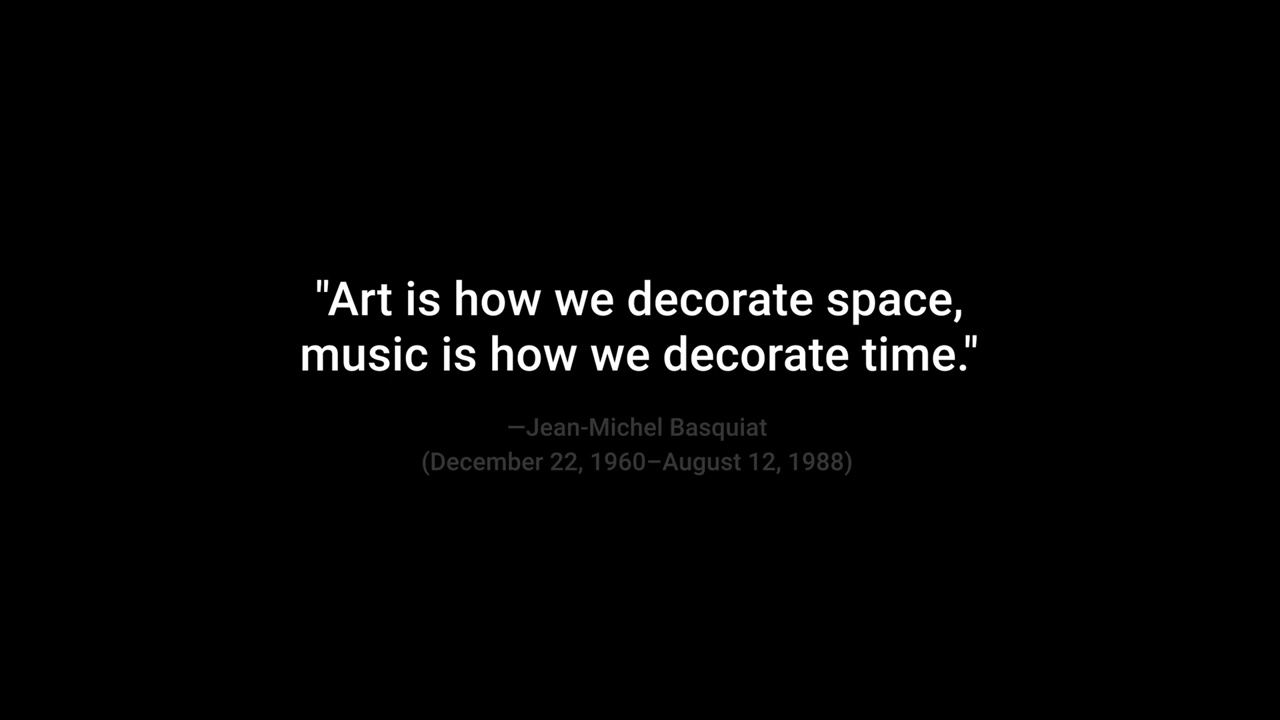 "Art is how we decorate space,
music is how we decorate time."
—Jean-Michel Basquiat
(December 22, 1960–August 12, 1988)